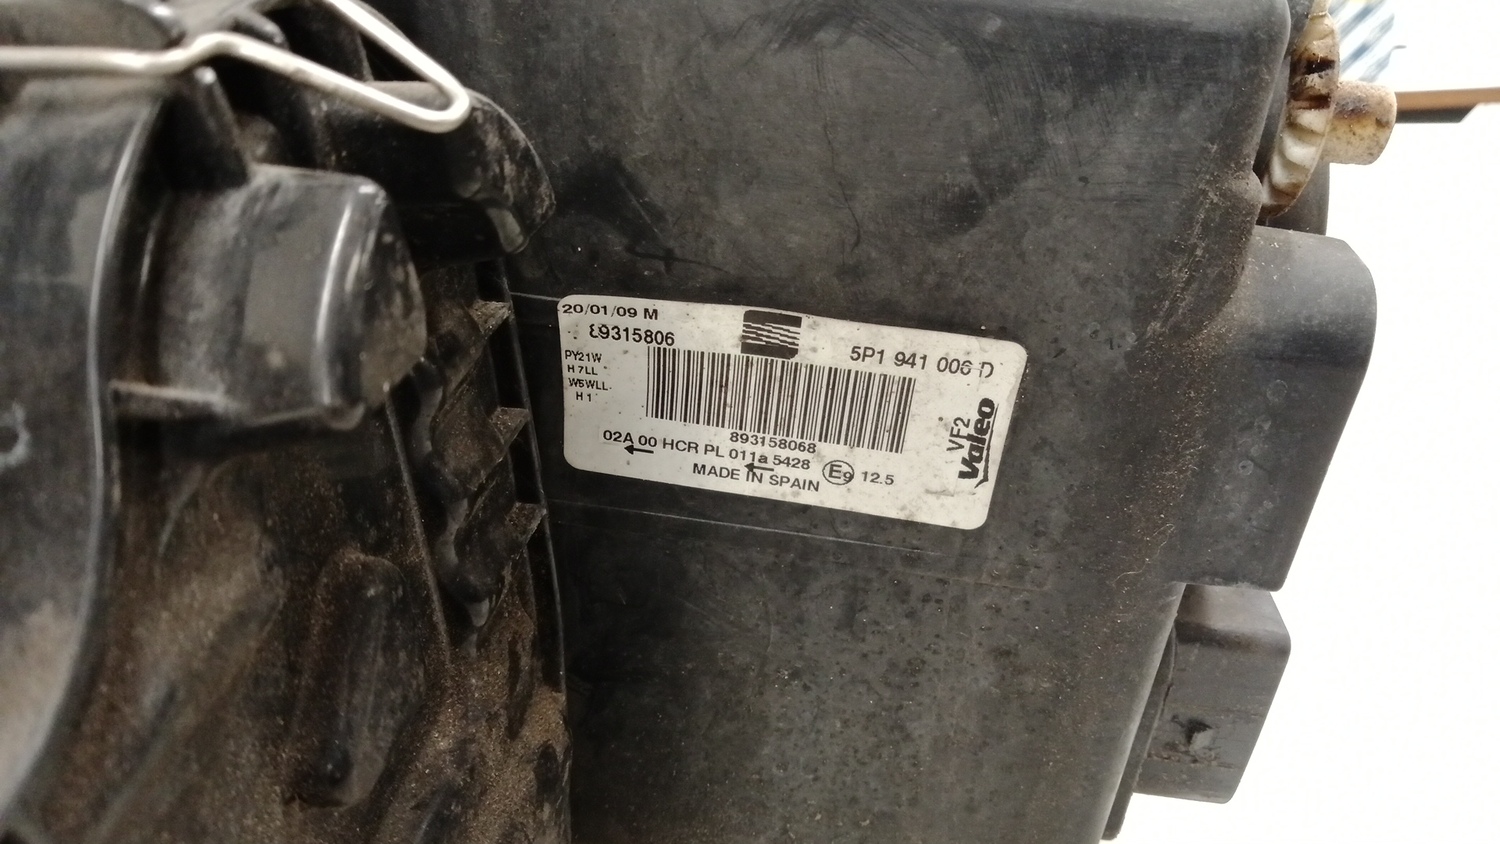 20/01/09 M
89315806
5P1 941 006 D
PY21W
H7LL
W5WLL
H1
893158068
02A 00 HCR PL 011a 5428
E9 12.5
MADE IN SPAIN
VF2
Valeo